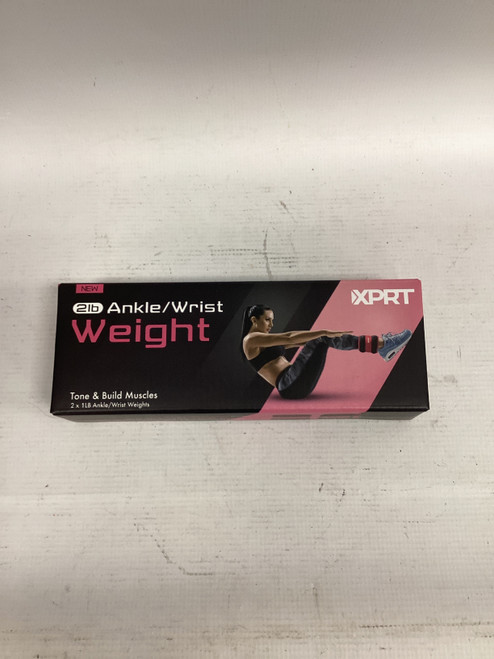 NEW
2lb Ankle/Wrist
Weight
Tone & Build Muscles
2 x 1LB Ankle/Wrist Weights
XPRT